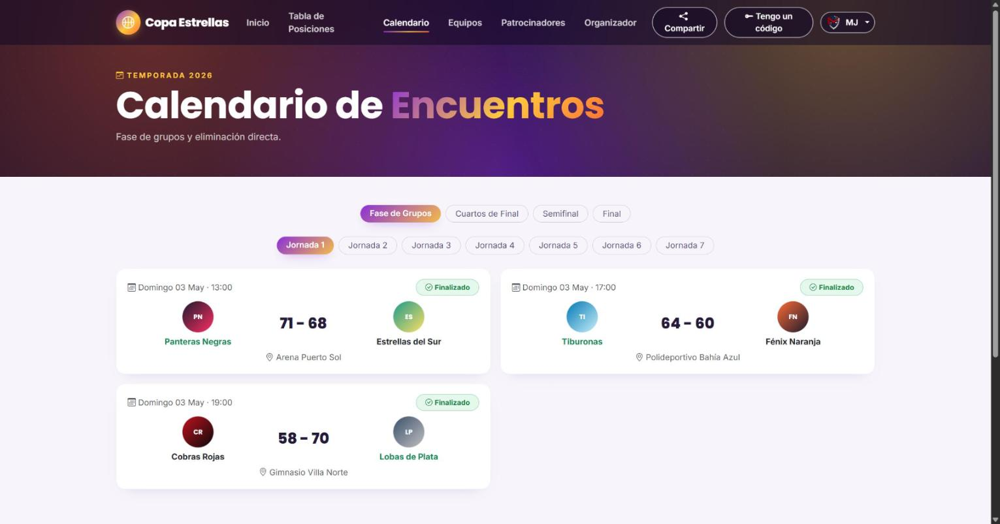 Copa Estrellas
Inicio
Tabla de
Posiciones
Calendario
Equipos
Patrocinadores
Organizador
Compartir
Tengo un
código
MJ
TEMPORADA 2026
Calendario de Encuentros
Fase de grupos y eliminación directa.
Fase de Grupos
Cuartos de Final
Semifinal
Final
Jornada 1
Jornada 2
Jornada 3
Jornada 4
Jornada 5
Jornada 6
Jornada 7
Domingo 03 May · 13:00
Finalizado
PN
71 – 68
ES
Panteras Negras
Estrellas del Sur
Arena Puerto Sol
Domingo 03 May · 17:00
Finalizado
TI
64 – 60
FN
Tiburonas
Fénix Naranja
Polideportivo Bahía Azul
Domingo 03 May · 19:00
Finalizado
CR
58 – 70
LP
Cobras Rojas
Lobas de Plata
Gimnasio Villa Norte